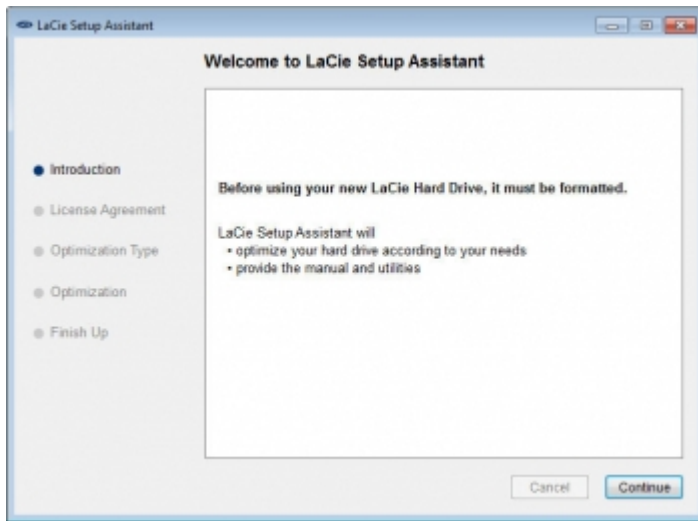 LaCie Setup Assistant
Welcome to LaCie Setup Assistant
Introduction
License Agreement
Optimization Type
Optimization
Finish Up
Before using your new LaCie Hard Drive, it must be formatted.
LaCie Setup Assistant will
• optimize your hard drive according to your needs
• provide the manual and utilities
Cancel
Continue